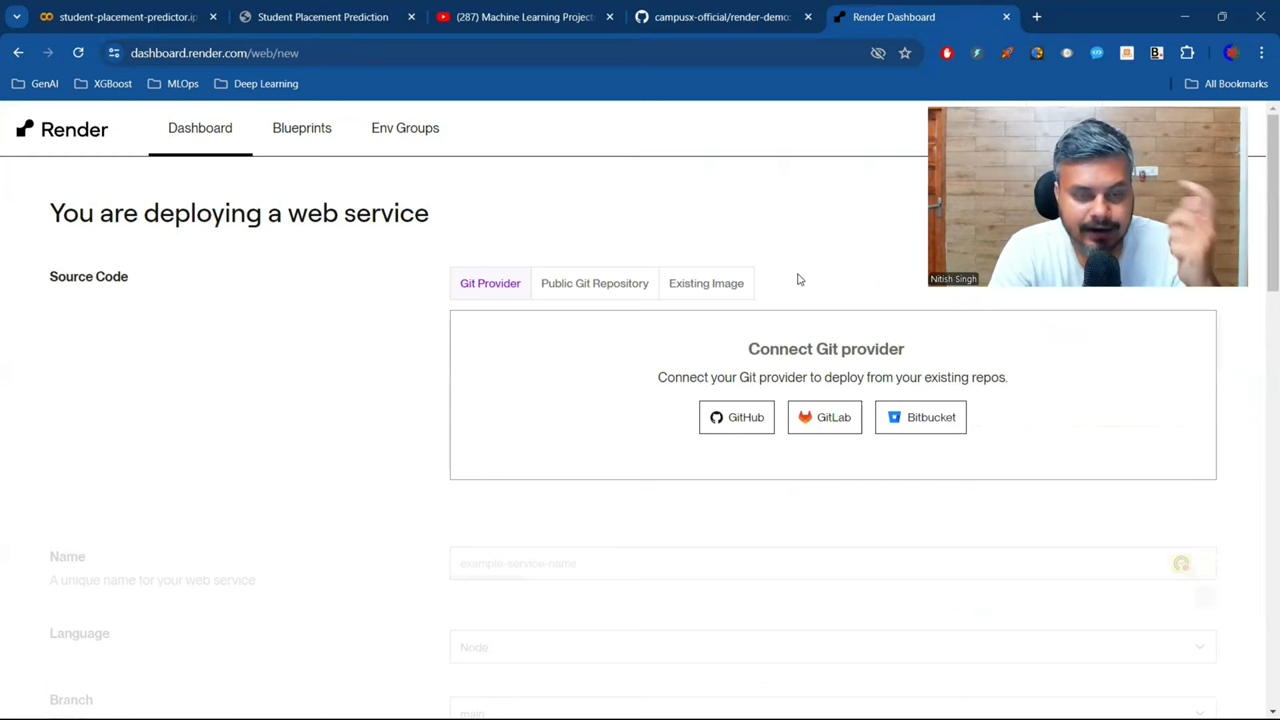 student-placement-predictor.ip
Student Placement Prediction
(287) Machine Learning Project
campusx-official/render-demo:
Render Dashboard
dashboard.render.com/web/new
GenAI
XGBoost
MLOps
Deep Learning
All Bookmarks
Render
Dashboard
Blueprints
Env Groups
Nitish Singh
You are deploying a web service
Source Code
Git Provider
Public Git Repository
Existing Image
Connect Git provider
Connect your Git provider to deploy from your existing repos.
GitHub
GitLab
Bitbucket
Name
A unique name for your web service
example-service-name
Language
Node
Branch
main